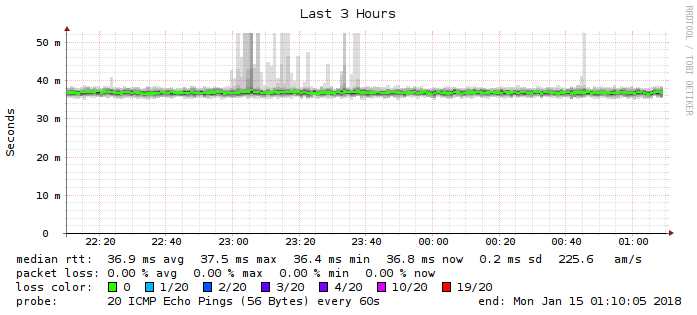 Last 3 Hours
RRDTOOL / TOBI OETIKER
Seconds
50 m
40 m
30 m
20 m
10 m
0
22:20 22:40 23:00 23:20 23:40 00:00 00:20 00:40 01:00
median rtt: 36.9 ms avg 37.5 ms max 36.4 ms min 36.8 ms now 0.2 ms sd 225.6 am/s
packet loss: 0.00 % avg 0.00 % max 0.00 % min 0.00 % now
loss color: 0 1/20 2/20 3/20 4/20 10/20 19/20
probe: 20 ICMP Echo Pings (56 Bytes) every 60s end: Mon Jan 15 01:10:05 2018